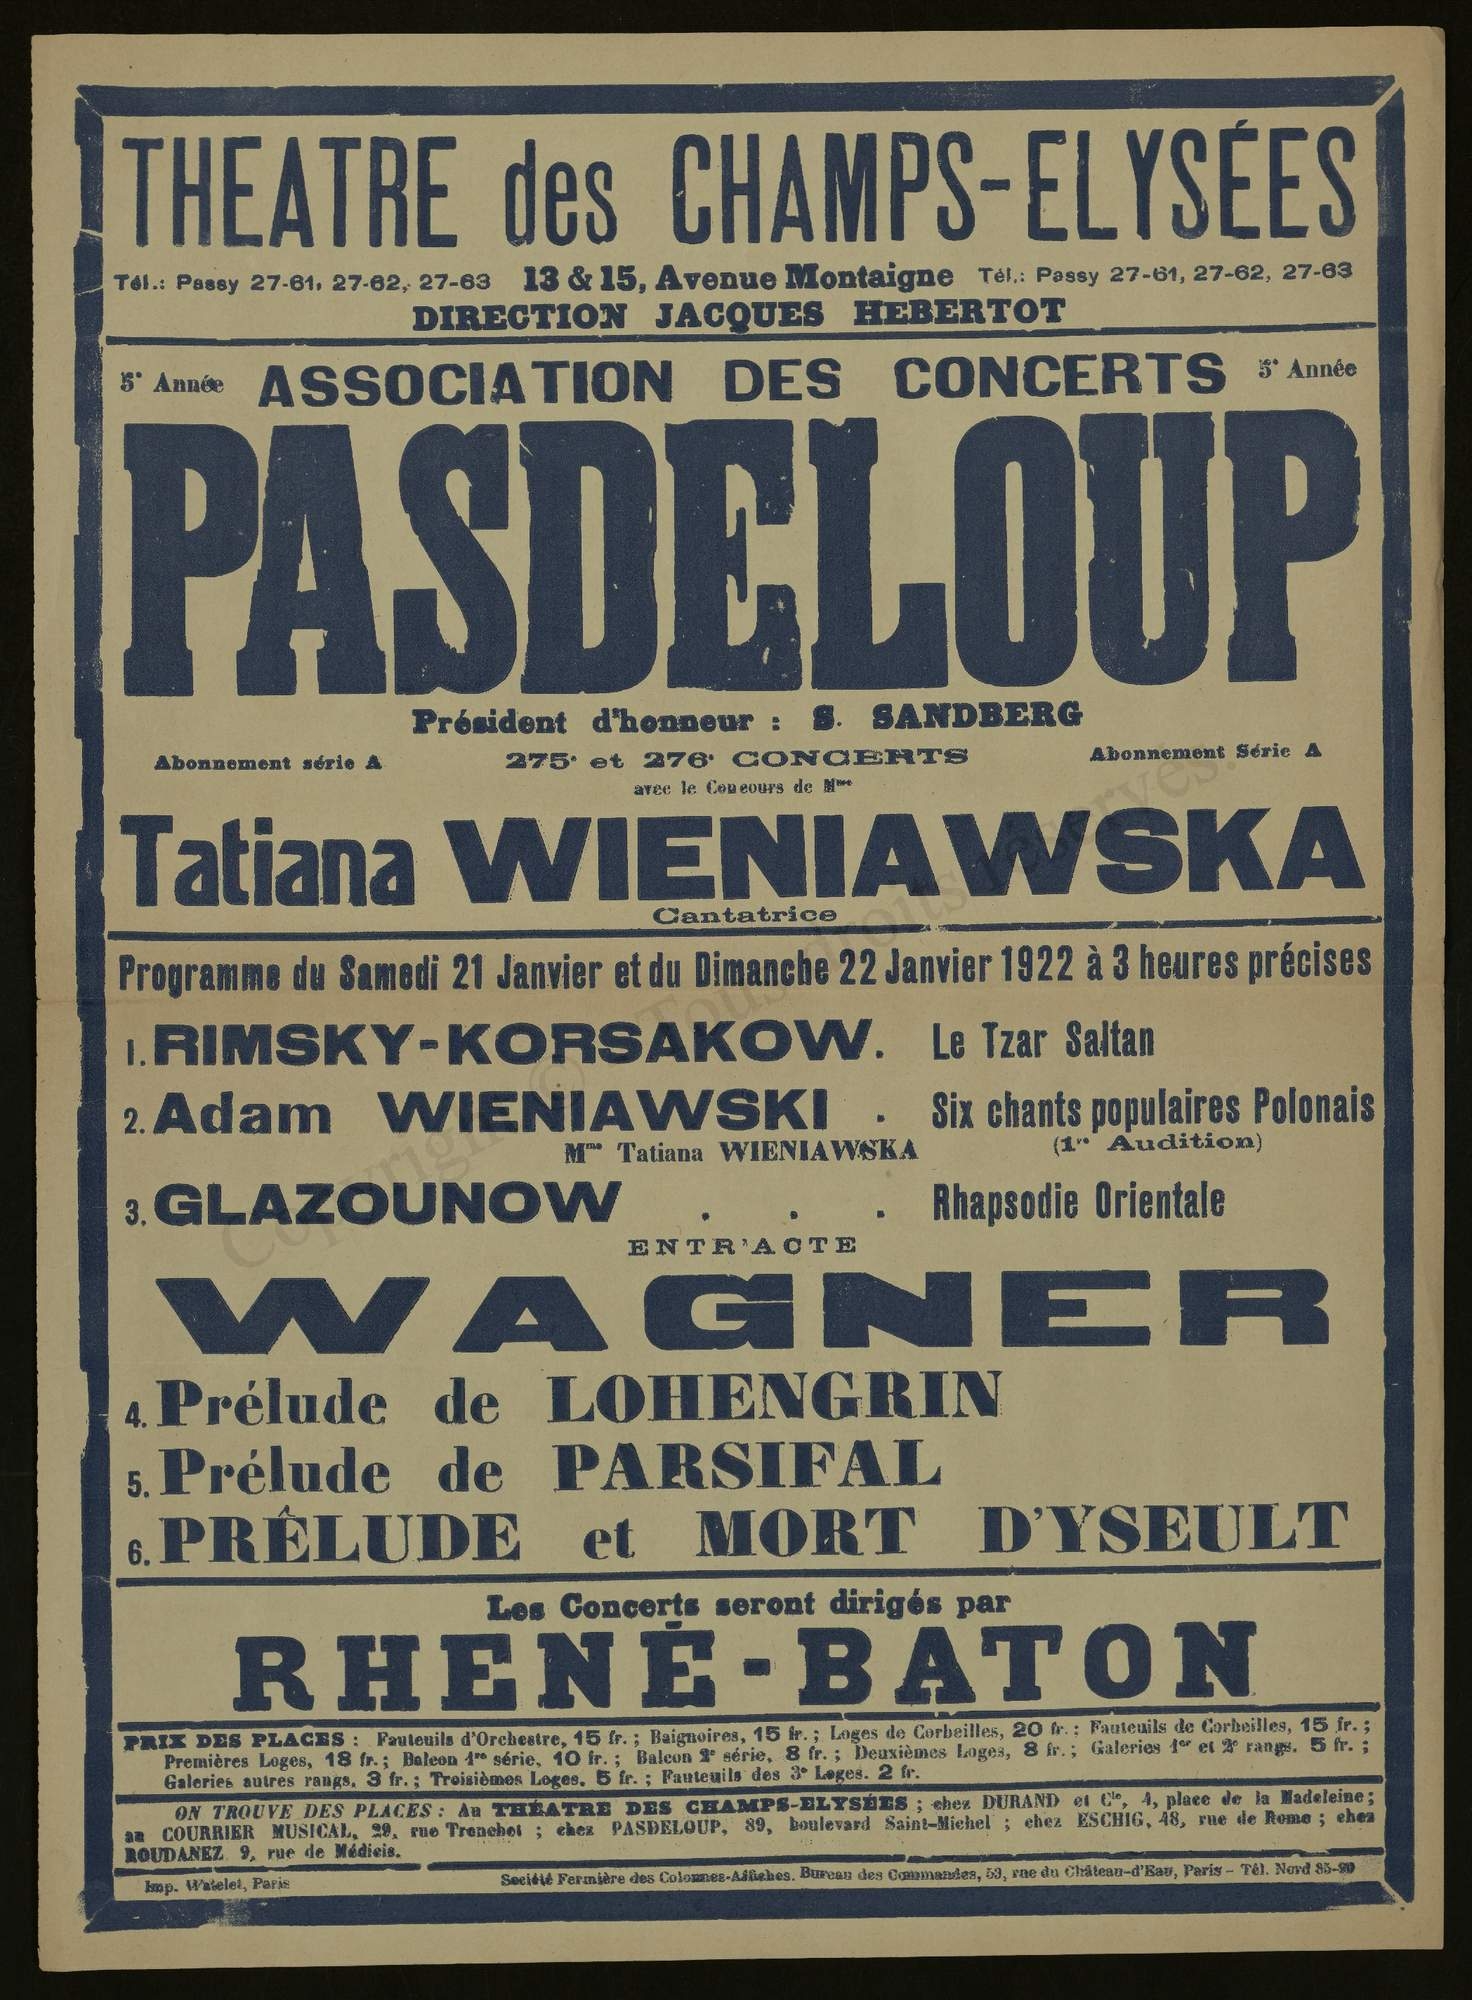 THEATRE des CHAMPS-ELYSÉES
Tél.: Passy 27-61, 27-62, 27-63 13 & 15, Avenue Montaigne Tél.: Passy 27-61, 27-62, 27-63
DIRECTION JACQUES HEBERTOT
5e Année ASSOCIATION DES CONCERTS 5e Année
PASDELOUP
Président d'honneur : S. SANDBERG
Abonnement série A 275e et 276e CONCERTS Abonnement Série A
avec le Concours de Mme
Tatiana WIENIAWSKA
Cantatrice
Programme du Samedi 21 Janvier et du Dimanche 22 Janvier 1922 à 3 heures précises
1. RIMSKY-KORSAKOW. Le Tzar Saltan
2. Adam WIENIAWSKI . Six chants populaires Polonais
Mme Tatiana WIENIAWSKA (1re Audition)
3. GLAZOUNOW . . . Rhapsodie Orientale
ENTR'ACTE
WAGNER
4. Prélude de LOHENGRIN
5. Prélude de PARSIFAL
6. PRÊLUDE et MORT D'YSEULT
Les Concerts seront dirigés par
RHENÉ-BATON
PRIX DES PLACES : Fauteuils d'Orchestre, 15 fr. ; Baignoires, 15 fr. ; Loges de Corbeilles, 20 fr. ; Fauteuils de Corbeilles, 15 fr. ;
Premières Loges, 18 fr. ; Balcon 1re série, 10 fr. ; Balcon 2e série, 8 fr. ; Deuxièmes Loges, 8 fr. ; Galeries 1er et 2e rangs. 5 fr. ;
Galeries autres rangs, 3 fr. ; Troisièmes Loges, 5 fr. ; Fauteuils des 3e Loges. 2 fr.
ON TROUVE DES PLACES : Au THÉATRE DES CHAMPS-ELYSÉES ; chez DURAND et Cie, 4, place de la Madeleine ;
au COURRIER MUSICAL, 29, rue Tronchet ; chez PASDELOUP, 89, boulevard Saint-Michel ; chez ESCHIG, 48, rue de Rome ; chez
ROUDANEZ 9, rue de Médicis.
Imp. Watelet, Paris Société Fermière des Colonnes-Affiches. Bureau des Commandes, 53, rue du Château-d'Eau, Paris - Tél. Nord 85-90
Copyright © Tous droits réservés.